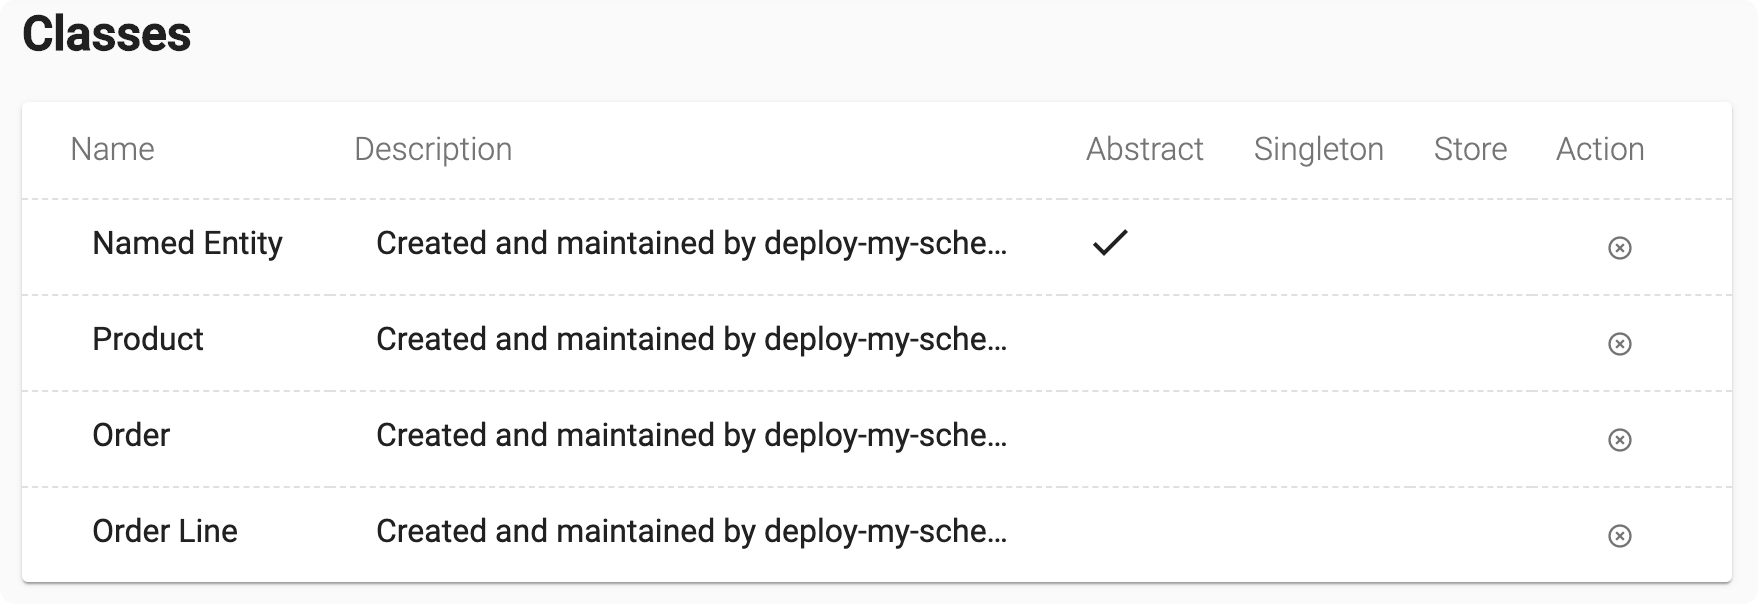 Classes
Name Description Abstract Singleton Store Action
Named Entity Created and maintained by deploy-my-sche...
Product Created and maintained by deploy-my-sche...
Order Created and maintained by deploy-my-sche...
Order Line Created and maintained by deploy-my-sche...